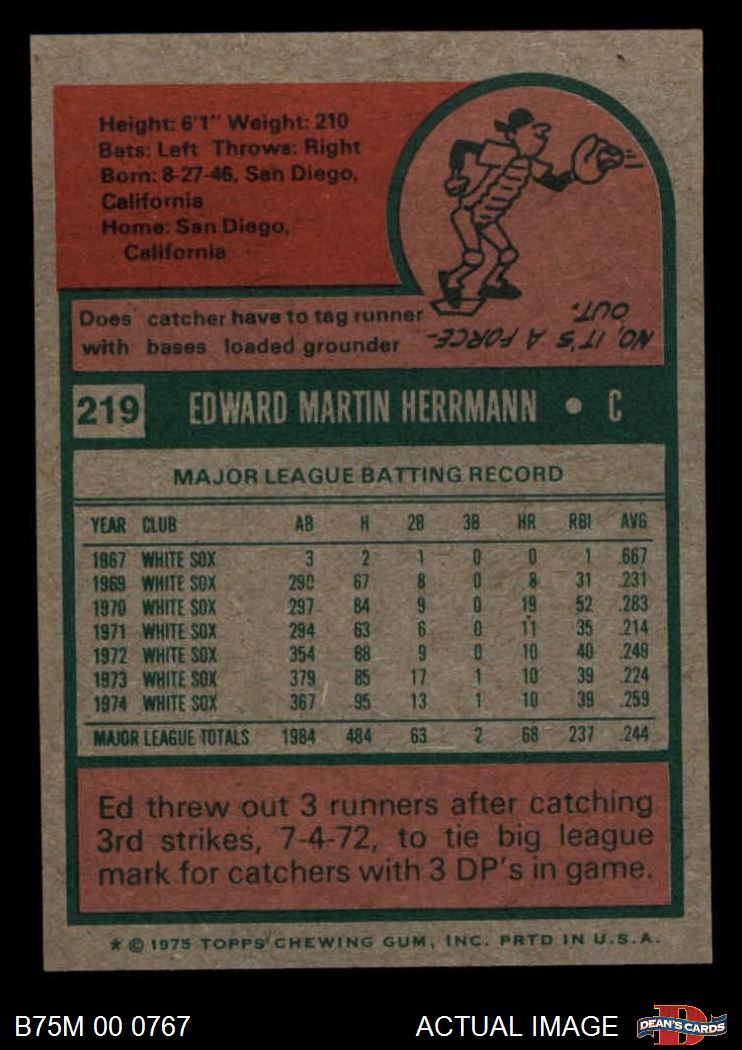 Height: 6'1" Weight: 210
Bats: Left Throws: Right
Born: 8-27-46, San Diego,
California
Home: San Diego,
California
Does catcher have to tag runner
with bases loaded grounder
NO, IT'S A FORCE-
OUT.
219 EDWARD MARTIN HERRMANN • C
MAJOR LEAGUE BATTING RECORD
YEAR CLUB AB H 2B 3B HR RBI AVG
1967 WHITE SOX 3 2 1 0 0 1 .667
1969 WHITE SOX 290 67 8 0 8 31 .231
1970 WHITE SOX 297 84 9 0 19 52 .283
1971 WHITE SOX 294 63 6 0 11 35 .214
1972 WHITE SOX 354 88 9 0 10 40 .249
1973 WHITE SOX 379 85 17 1 10 39 .224
1974 WHITE SOX 367 95 13 1 10 39 .259
MAJOR LEAGUE TOTALS 1984 484 63 2 68 237 .244
Ed threw out 3 runners after catching
3rd strikes, 7-4-72, to tie big league
mark for catchers with 3 DP's in game.
* © 1975 TOPPS CHEWING GUM, INC. PRTD IN U.S.A.
B75M 00 0767 ACTUAL IMAGE D DEAN'S CARDS